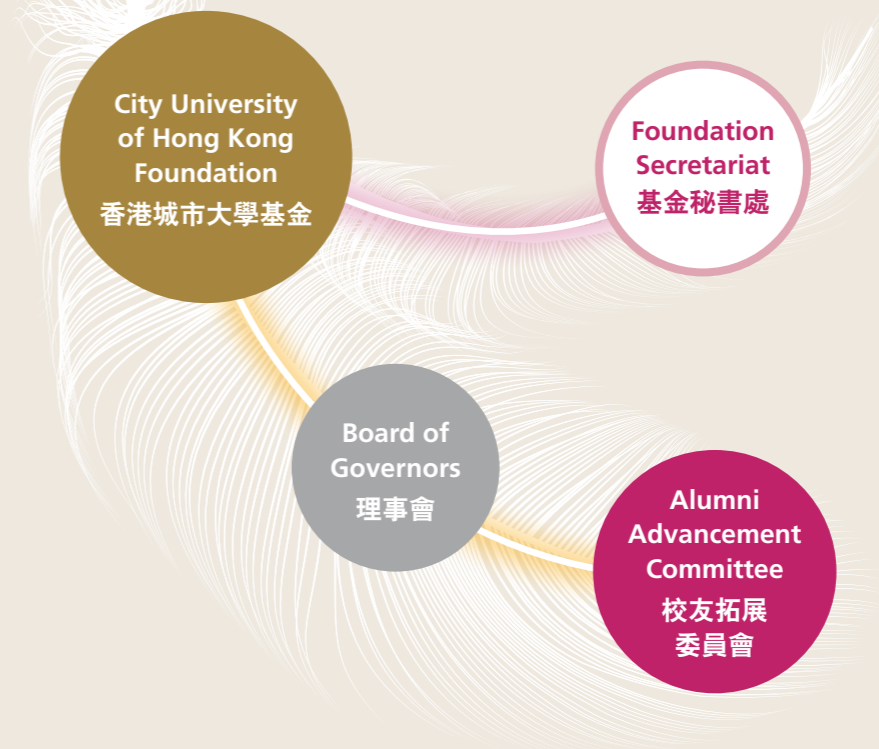 City University
of Hong Kong
Foundation
香港城市大學基金
Foundation
Secretariat
基金秘書處
Board of
Governors
理事會
Alumni
Advancement
Committee
校友拓展
委員會